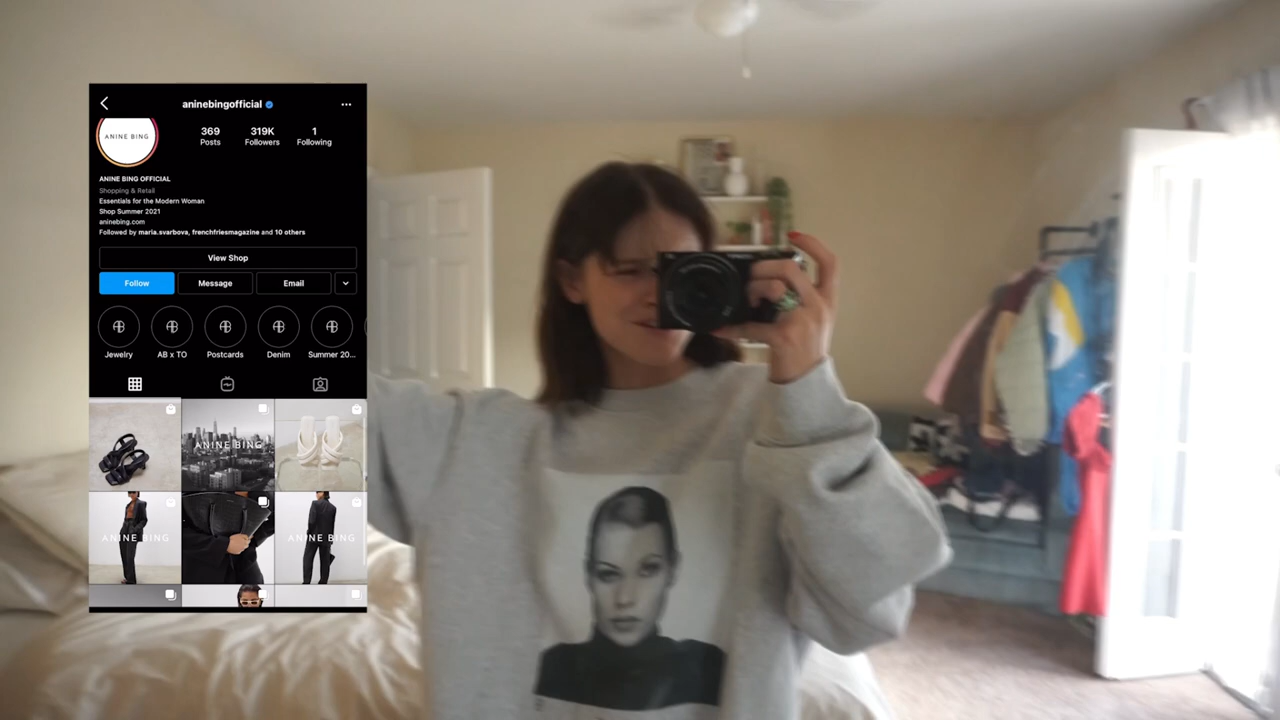 aninebingofficial
ANINE BING
369
319K
1
Posts
Followers
Following
ANINE BING OFFICIAL
Shopping & Retail
Essentials for the Modern Woman
Shop Summer 2021
aninebing.com
Followed by maria.svarbova, frenchfriesmagazine and 10 others
View Shop
Follow
Message
Email
Jewelry
AB x TO
Postcards
Denim
Summer 20...
ANINE BING
ANINE BING
ANINE BING